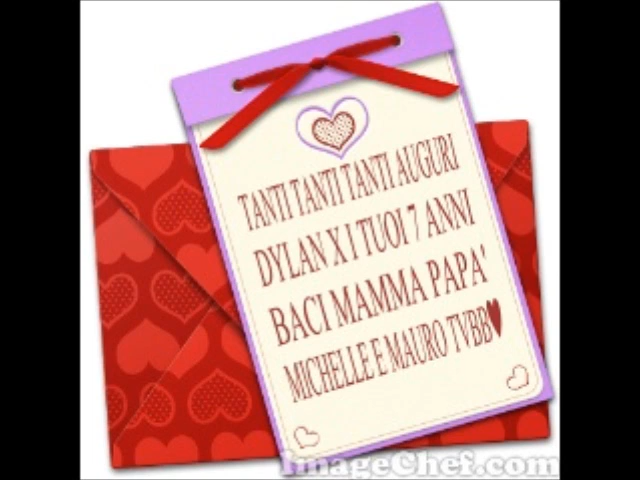 TANTI TANTI TANTI AUGURI
DYLAN X I TUOI 7 ANNI
BACI MAMMA PAPA'
MICHELLE E MAURO TVBB♥
ImageChef.com